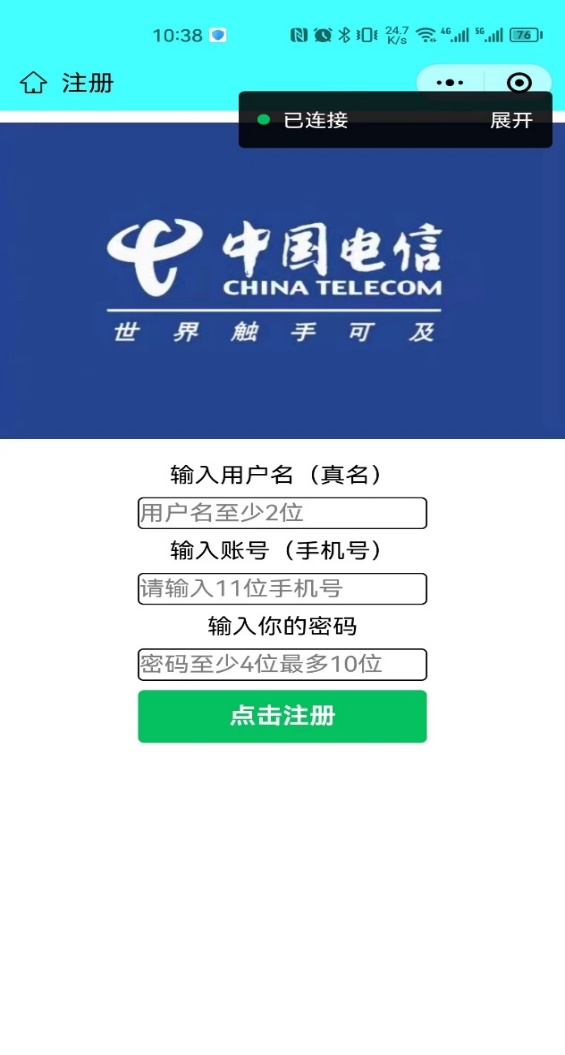 10:38 24.7 K/s 4G 5G 76
注册
已连接 展开
中国电信
CHINA TELECOM
世界触手可及
输入用户名（真名）
用户名至少2位
输入账号（手机号）
请输入11位手机号
输入你的密码
密码至少4位最多10位
点击注册